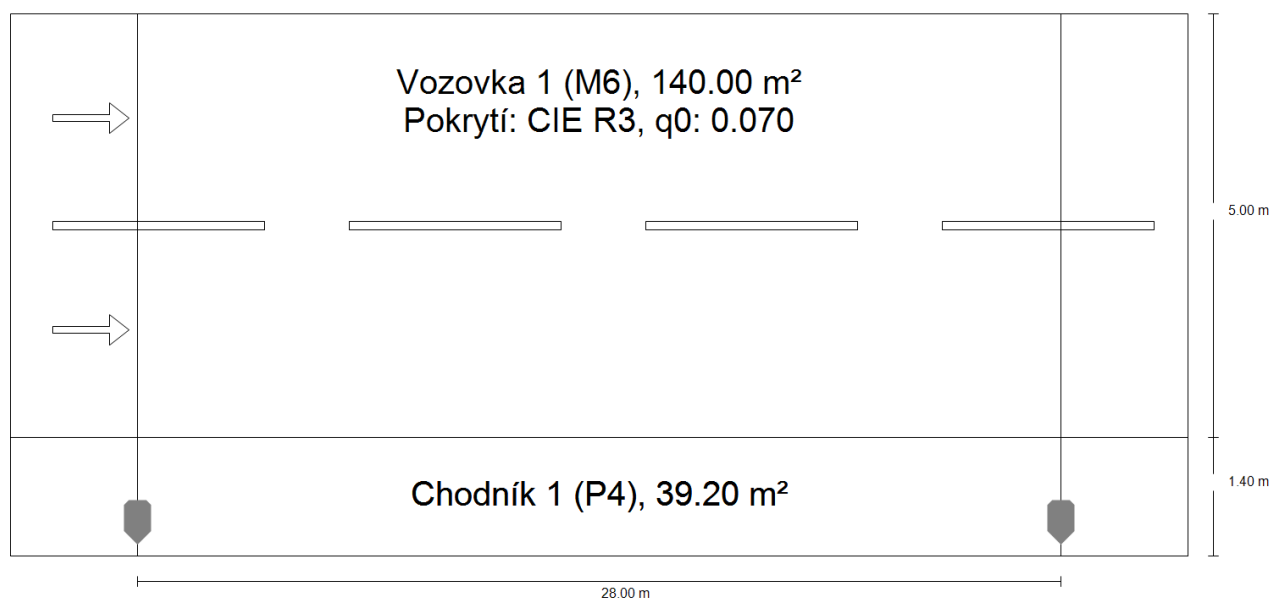 Vozovka 1 (M6), 140.00 m²
Pokrytí: CIE R3, q0: 0.070
5.00 m
Chodník 1 (P4), 39.20 m²
1.40 m
28.00 m